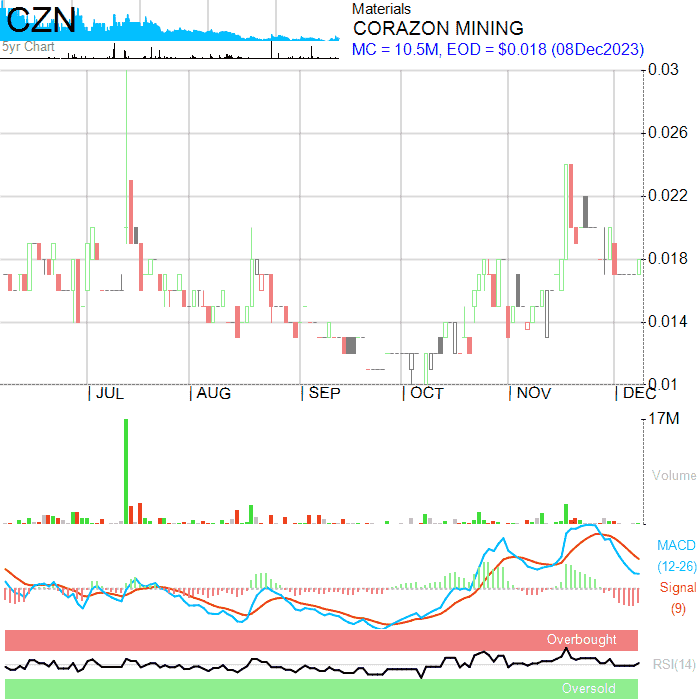 CZN
5yr Chart
Materials
CORAZON MINING
MC = 10.5M, EOD = $0.018 (08Dec2023)
0.03
0.026
0.022
0.018
0.014
0.01
JUL AUG SEP OCT NOV DEC
17M
Volume
MACD
(12-26)
Signal
(9)
Overbought
RSI(14)
Oversold